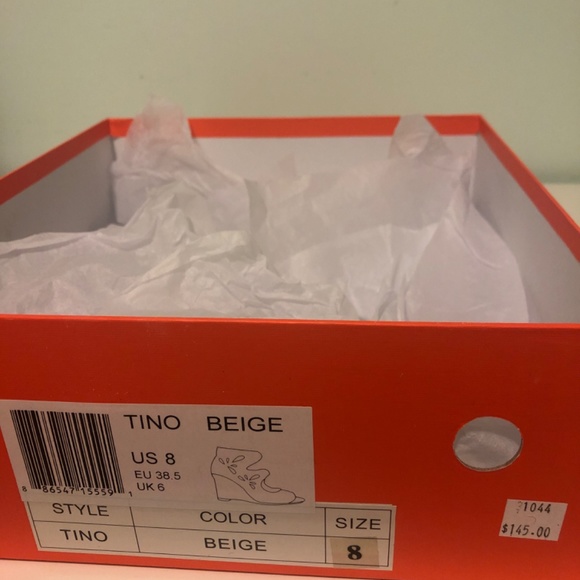 TINO BEIGE
US 8
EU 38.5
UK 6
8 86547 15559 1
STYLE COLOR SIZE
TINO BEIGE 8
1044
$145.00